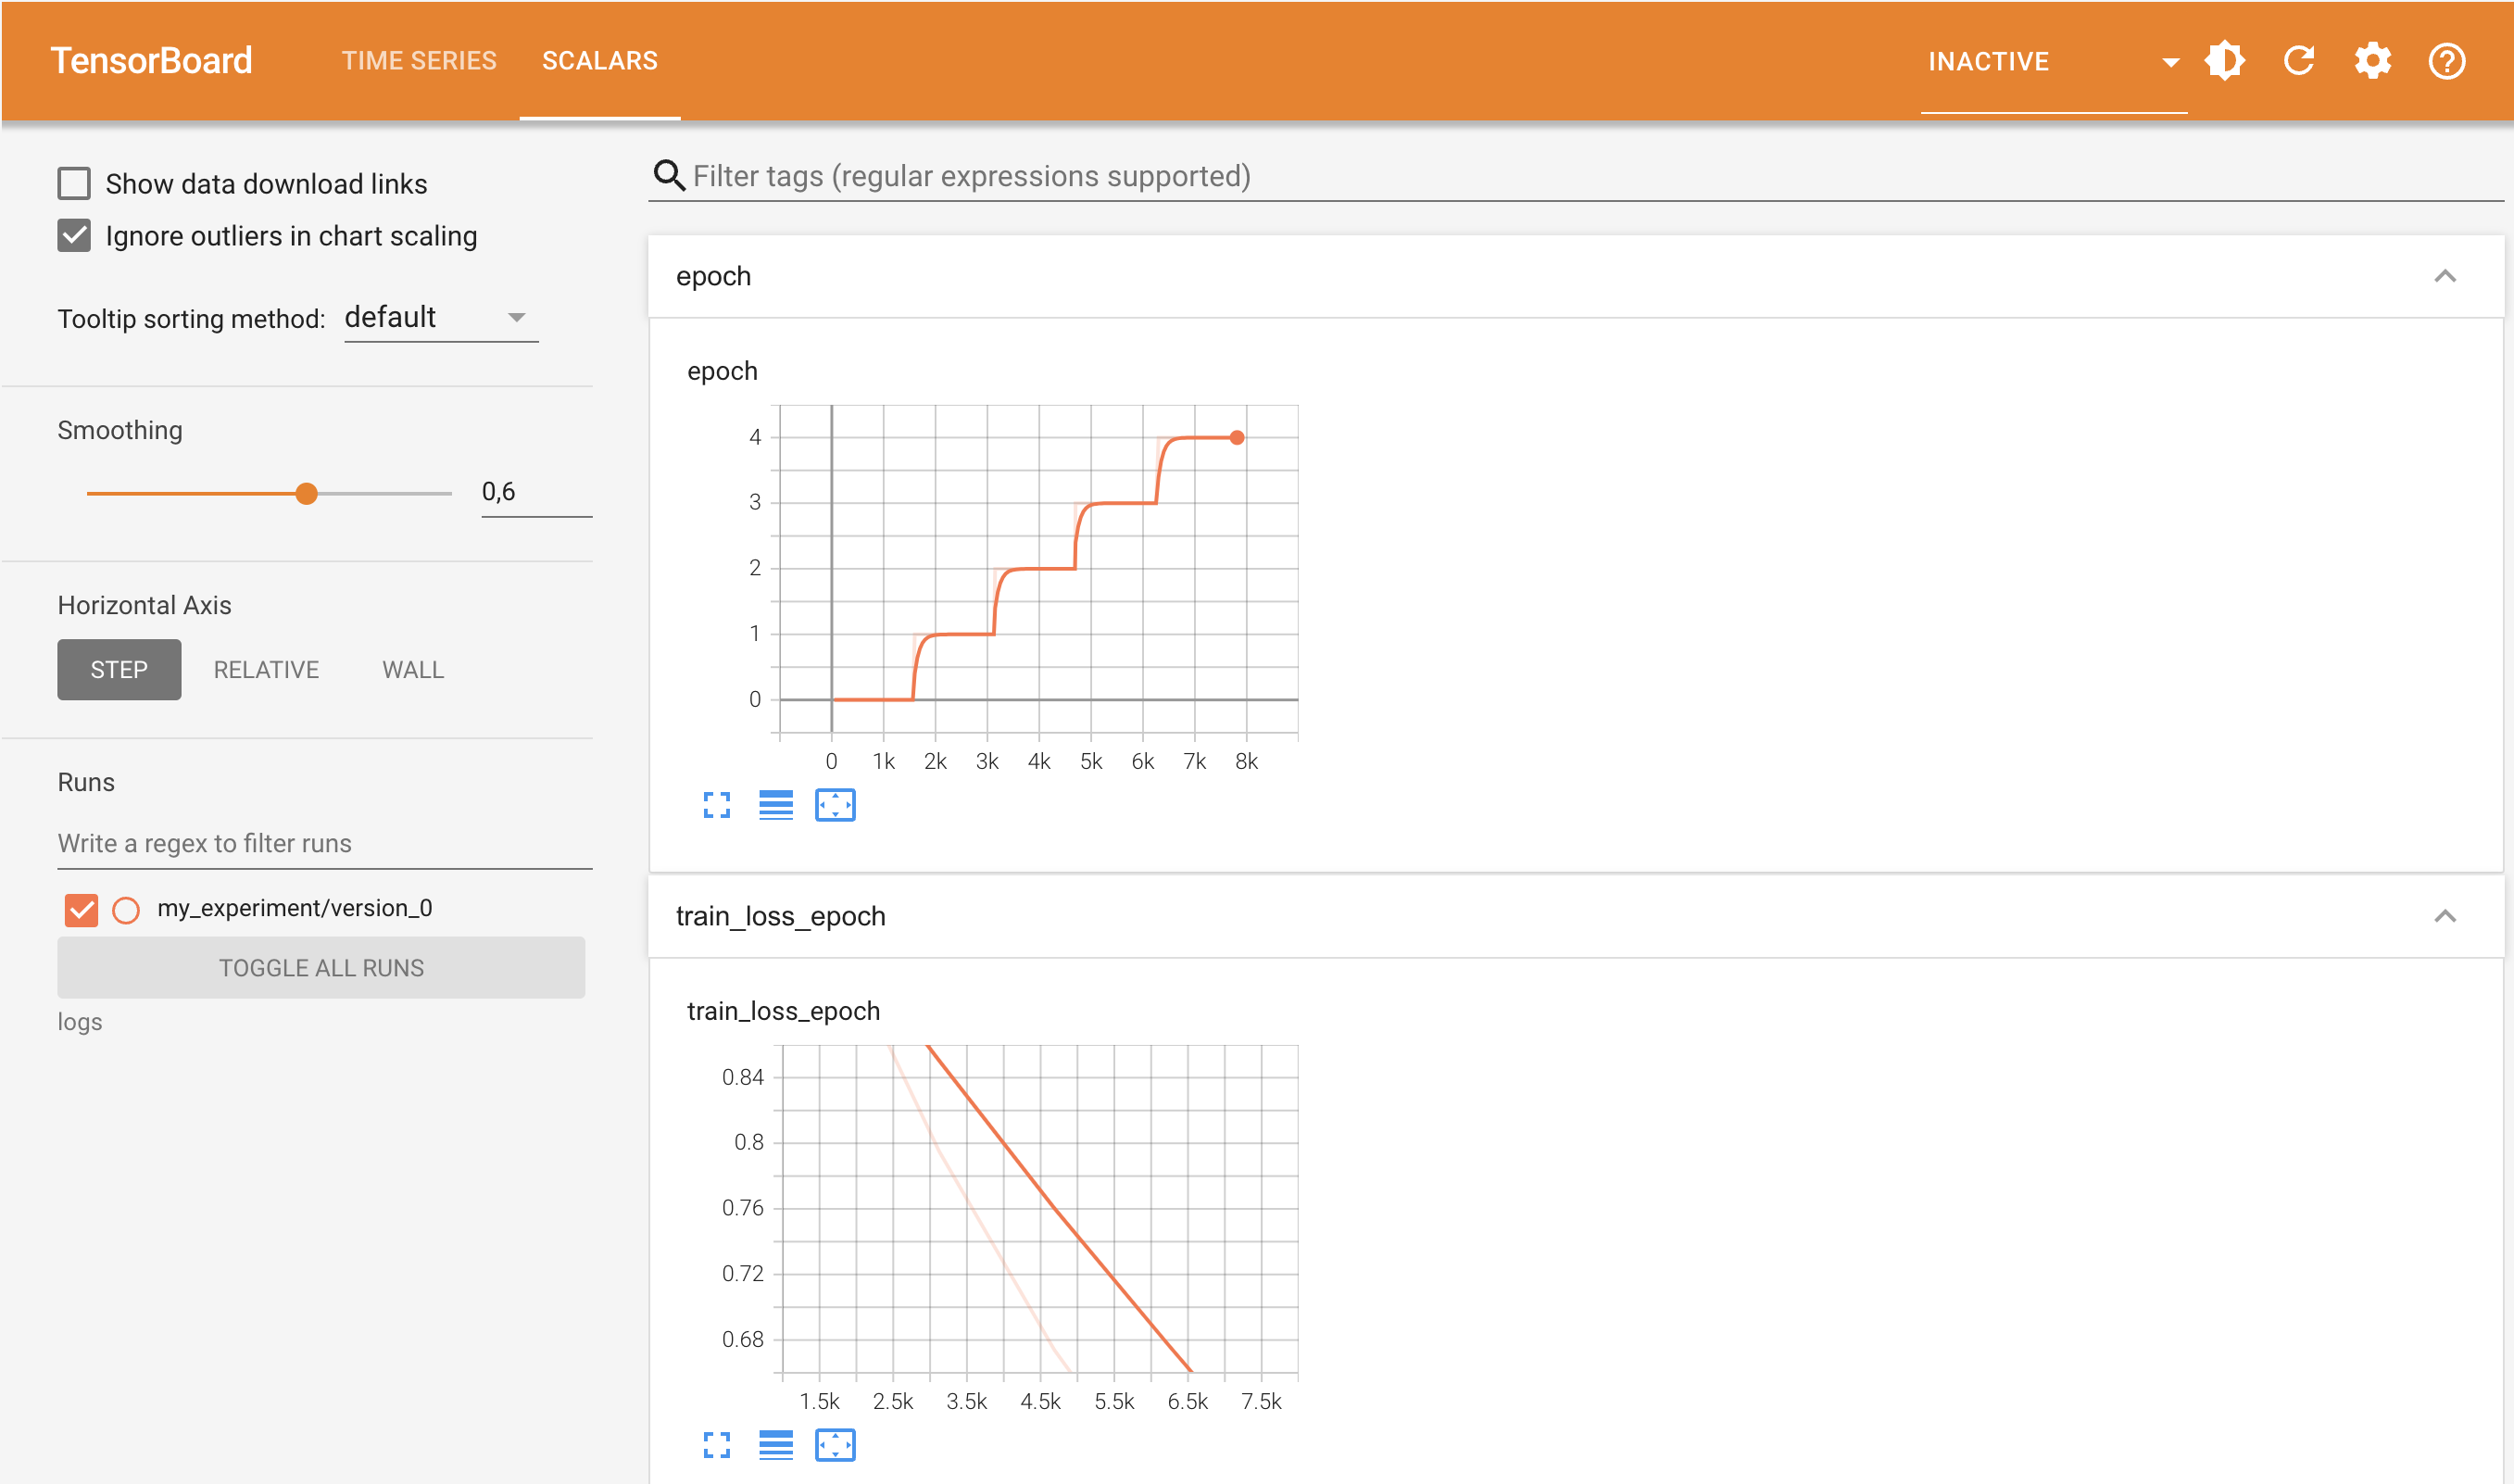 TensorBoard
TIME SERIES
SCALARS
INACTIVE
Show data download links
Ignore outliers in chart scaling
Tooltip sorting method: default
Smoothing
0,6
Horizontal Axis
STEP
RELATIVE
WALL
Runs
Write a regex to filter runs
my_experiment/version_0
TOGGLE ALL RUNS
logs
Filter tags (regular expressions supported)
epoch
epoch
4
3
2
1
0
0 1k 2k 3k 4k 5k 6k 7k 8k
train_loss_epoch
train_loss_epoch
0.84
0.8
0.76
0.72
0.68
1.5k 2.5k 3.5k 4.5k 5.5k 6.5k 7.5k